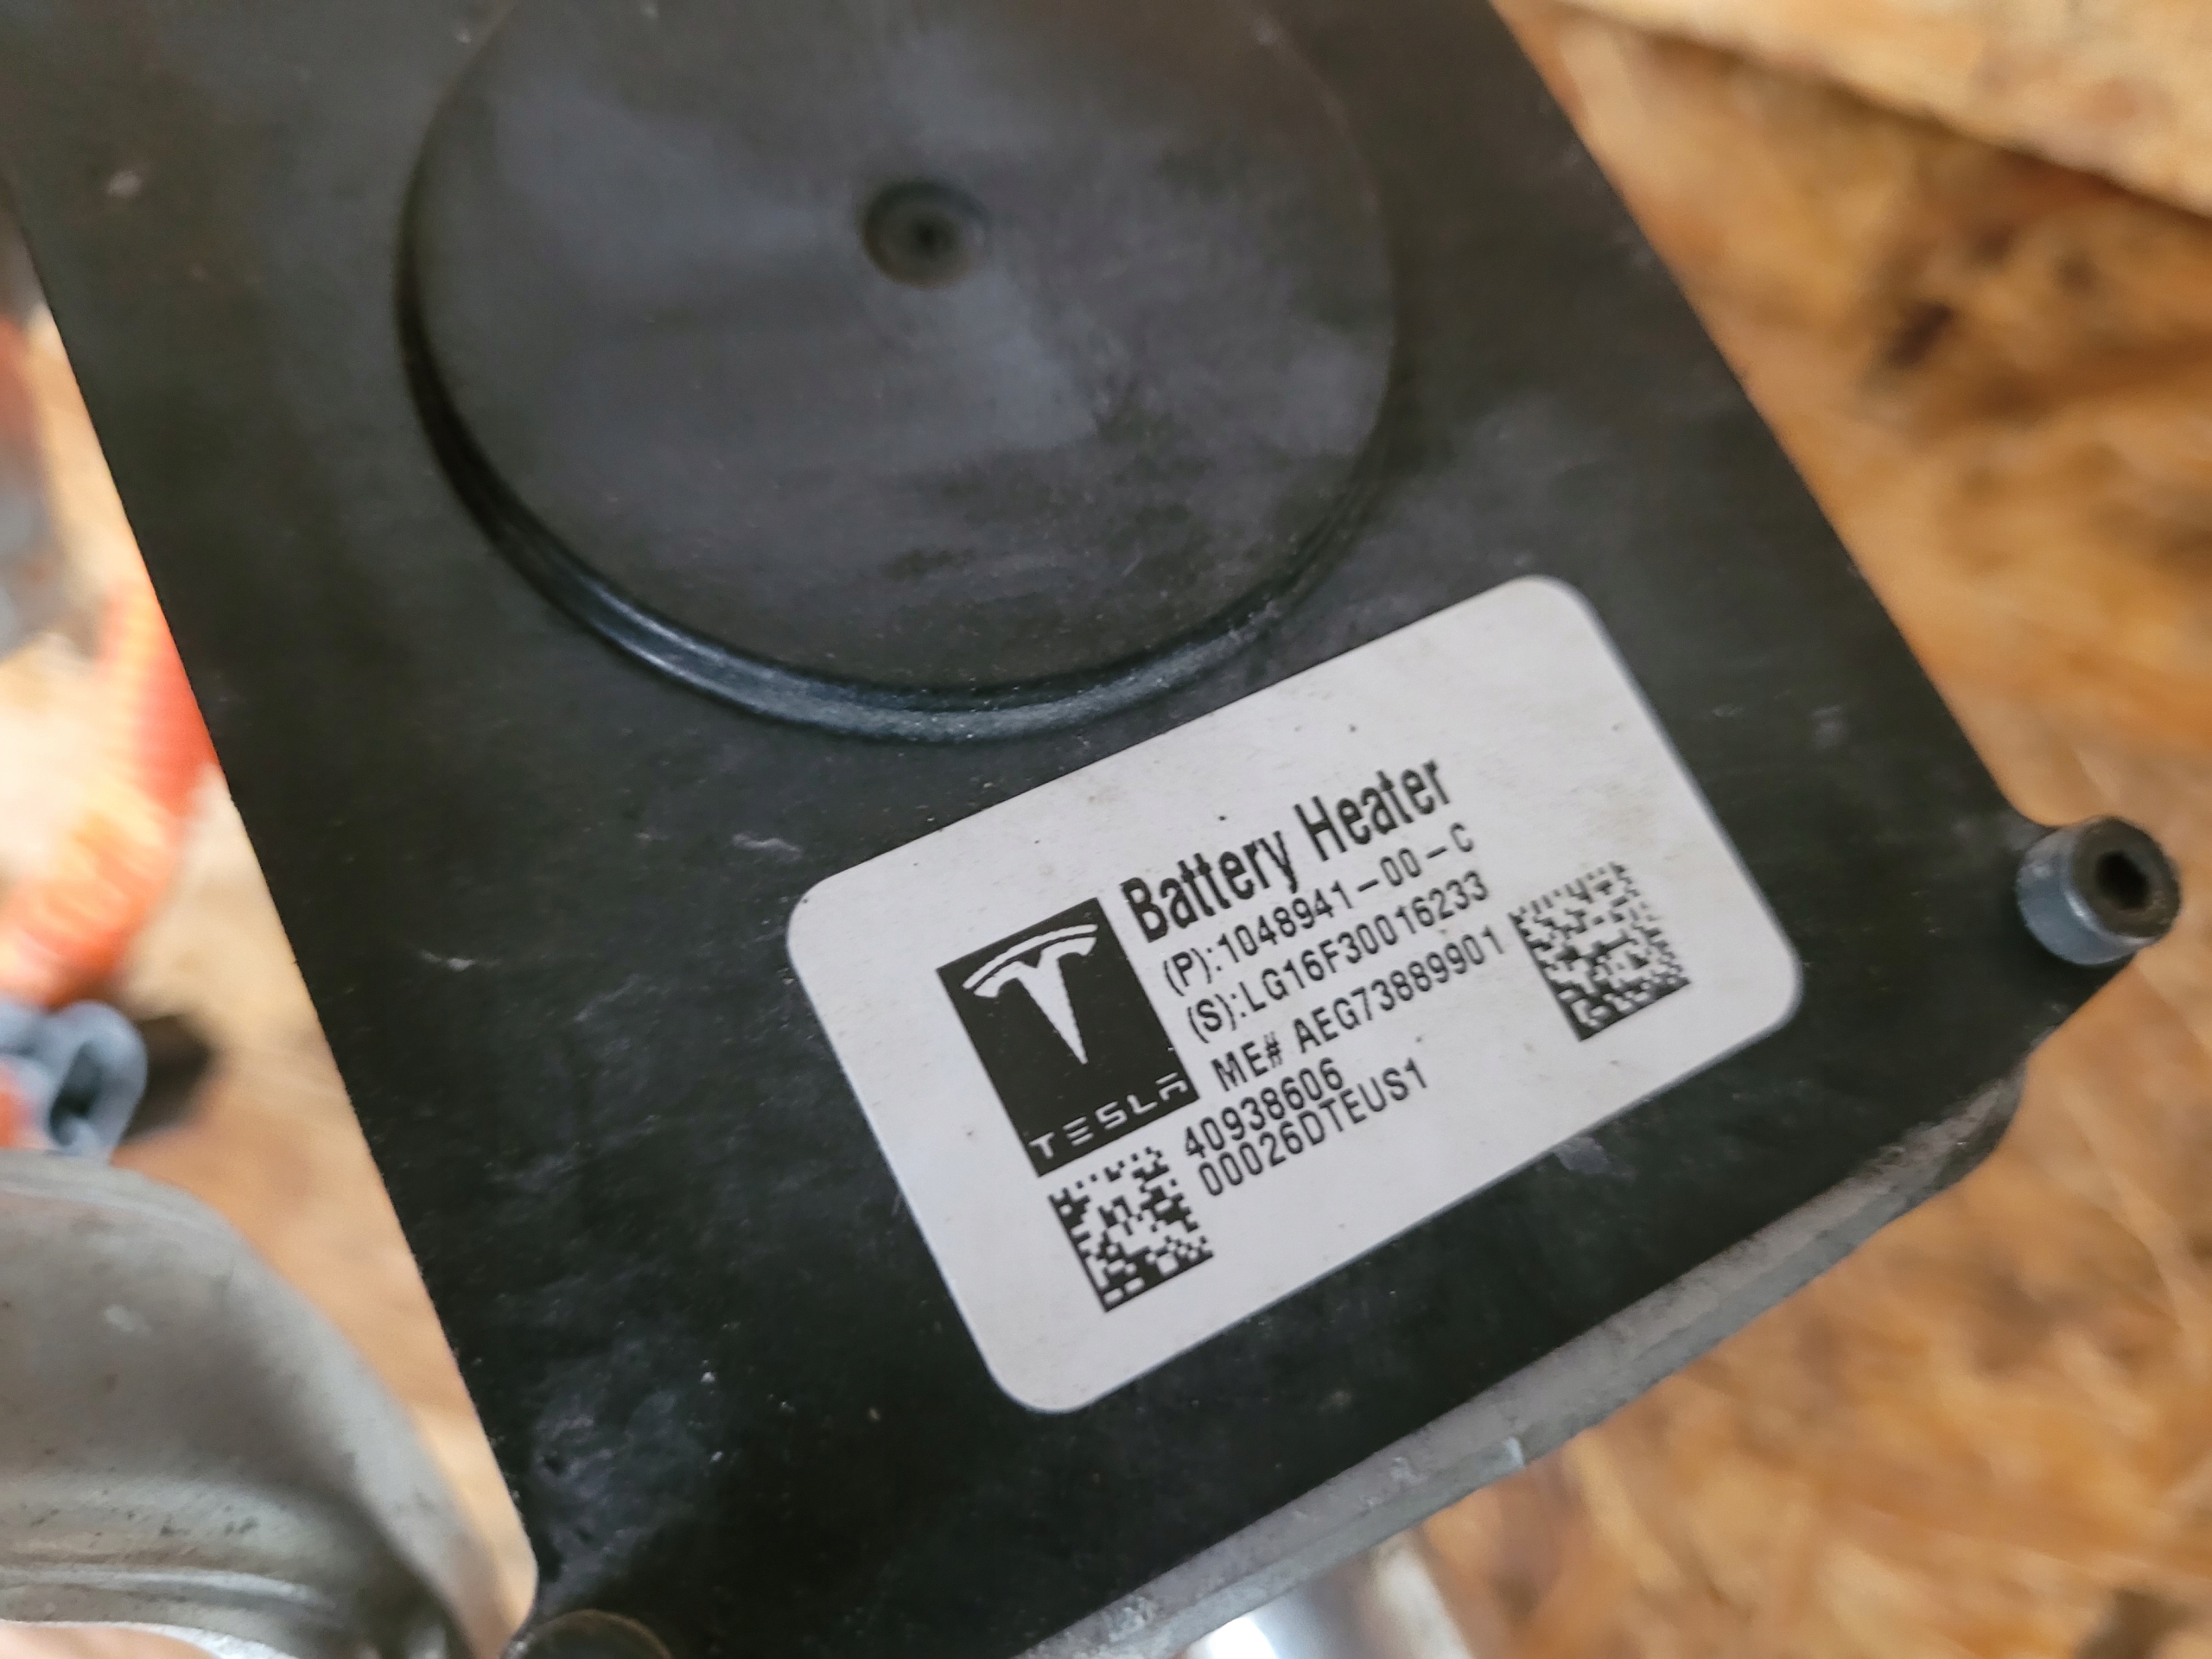 Battery Heater
(P):1048941-00-C
(S):LG16F30016233
ME# AEG73889901
TESLA
40938606
00026DTEUS1